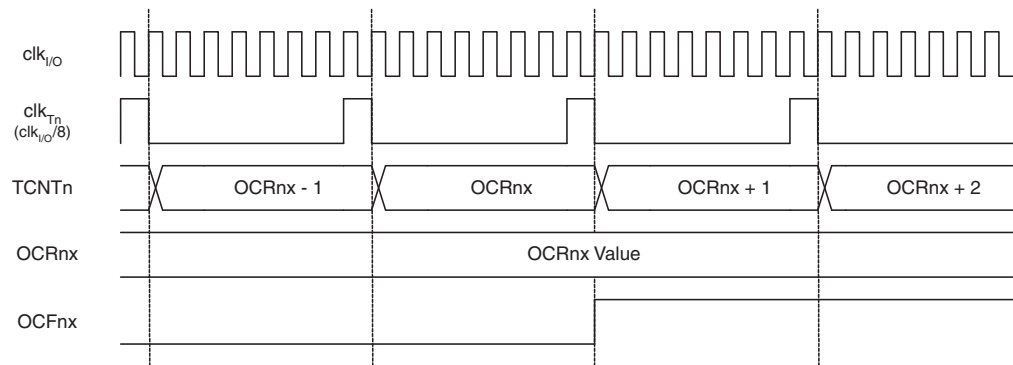 clkI/O
clkTn
(clkI/O/8)
TCNTn OCRnx - 1 OCRnx OCRnx + 1 OCRnx + 2
OCRnx OCRnx Value
OCFnx